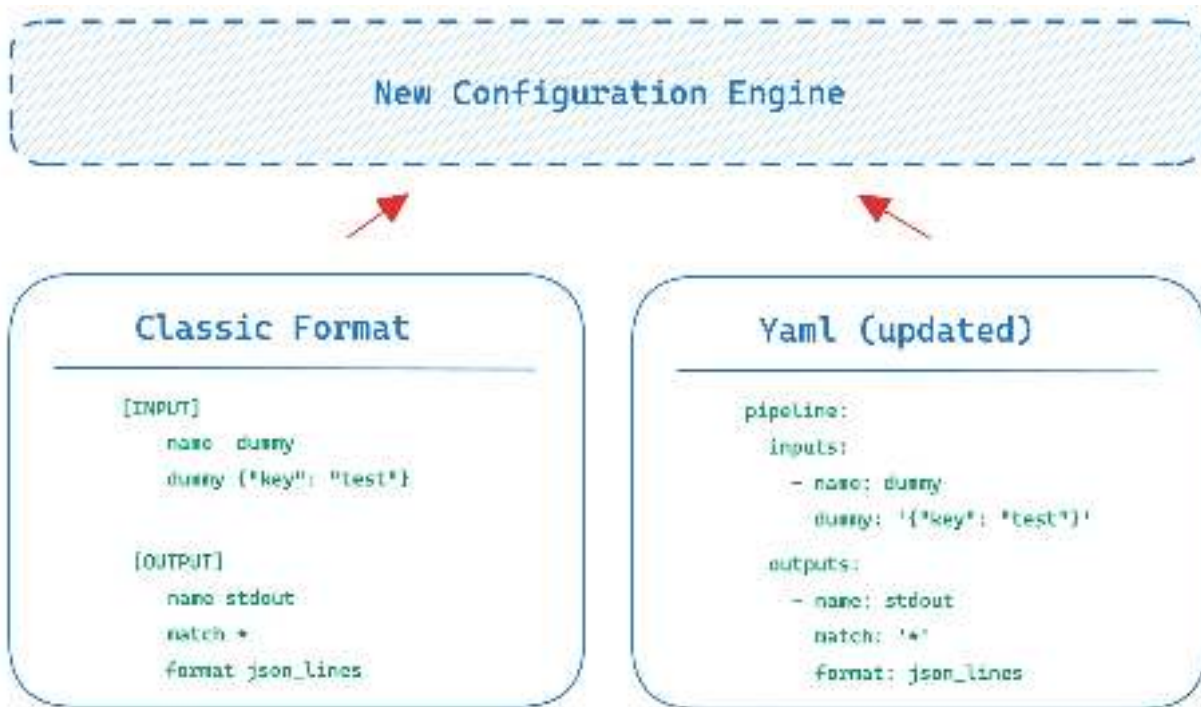 New Configuration Engine
Classic Format
[INPUT]
name dummy
dummy {"key": "test"}
[OUTPUT]
name stdout
match *
format json_lines
Yaml (updated)
pipeline:
inputs:
- name: dummy
dummy: '{"key": "test"}'
outputs:
- name: stdout
match: '*'
format: json_lines